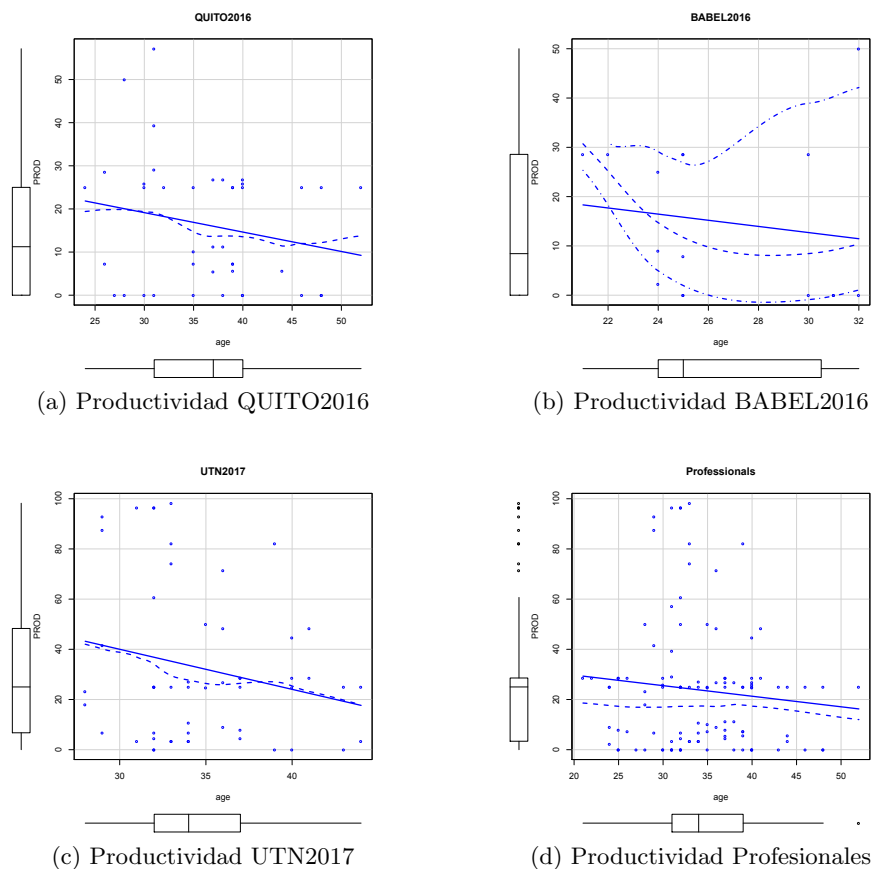 QUITO2016
PROD
0
10
20
30
40
50
25
30
35
40
45
50
age
(a) Productividad QUITO2016
BABEL2016
PROD
0
10
20
30
40
50
22
24
26
28
30
32
age
(b) Productividad BABEL2016
UTN2017
PROD
0
20
40
60
80
100
30
35
40
age
(c) Productividad UTN2017
Professionals
PROD
0
20
40
60
80
100
20
25
30
35
40
45
50
age
(d) Productividad Profesionales